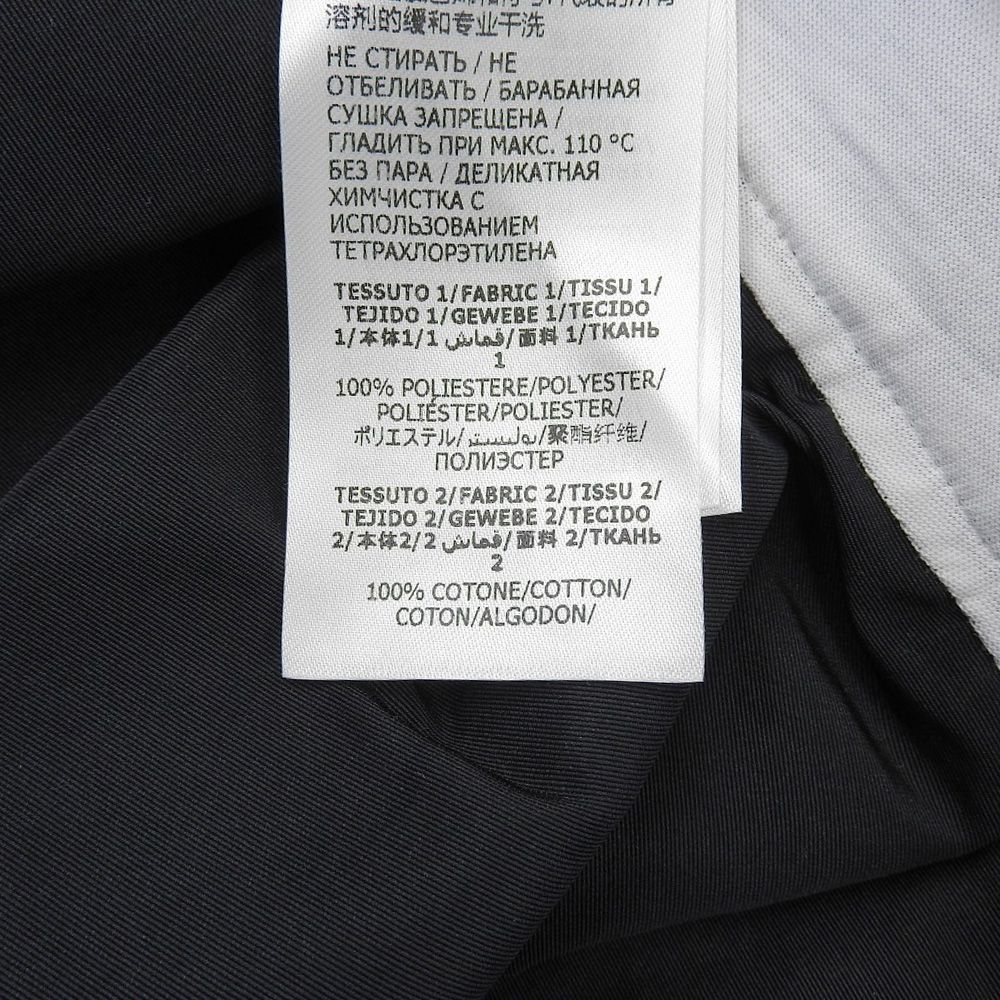 溶剂的缓和专业干洗
НЕ СТИРАТЬ / НЕ
ОТБЕЛИВАТЬ / БАРАБАННАЯ
СУШКА ЗАПРЕЩЕНА /
ГЛАДИТЬ ПРИ МАКС. 110 °C
БЕЗ ПАРА / ДЕЛИКАТНАЯ
ХИМЧИСТКА С
ИСПОЛЬЗОВАНИЕМ
ТЕТРАХЛОРЭТИЛЕНА
TESSUTO 1/FABRIC 1/TISSU 1/
TEJIDO 1/GEWEBE 1/TECIDO
1/本体1/1 قماش/面料 1/ТКАНЬ
1
100% POLIESTERE/POLYESTER/
POLIÉSTER/POLIESTER/
ポリエステル/بوليستر/聚酯纤维/
ПОЛИЭСТЕР
TESSUTO 2/FABRIC 2/TISSU 2/
TEJIDO 2/GEWEBE 2/TECIDO
2/本体2/2 قماش/面料 2/ТКАНЬ
2
100% COTONE/COTTON/
COTON/ALGODON/